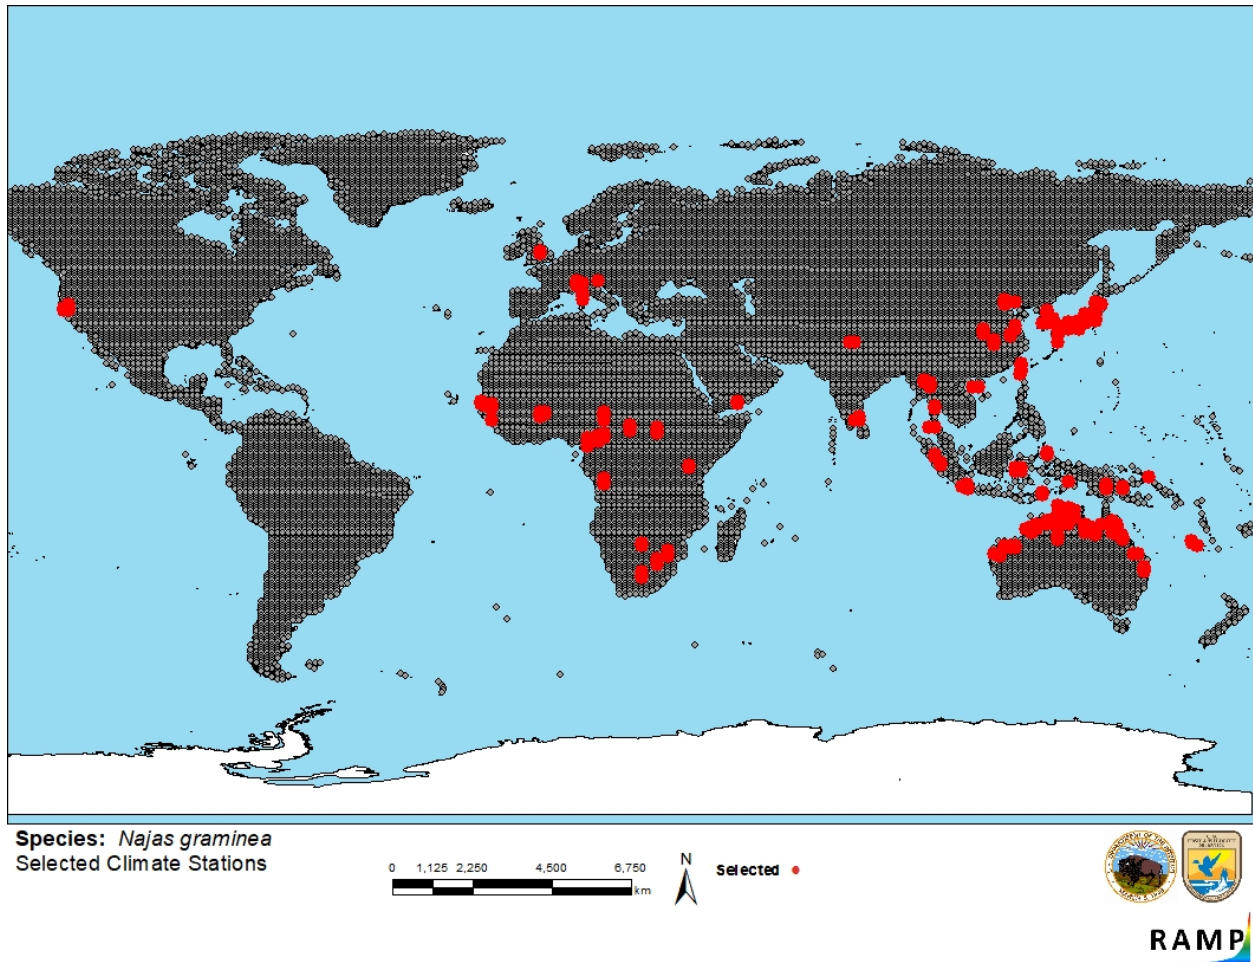 Species: Najas graminea
Selected Climate Stations
0 1,125 2,250 4,500 6,750
km
N
Selected
RAMP